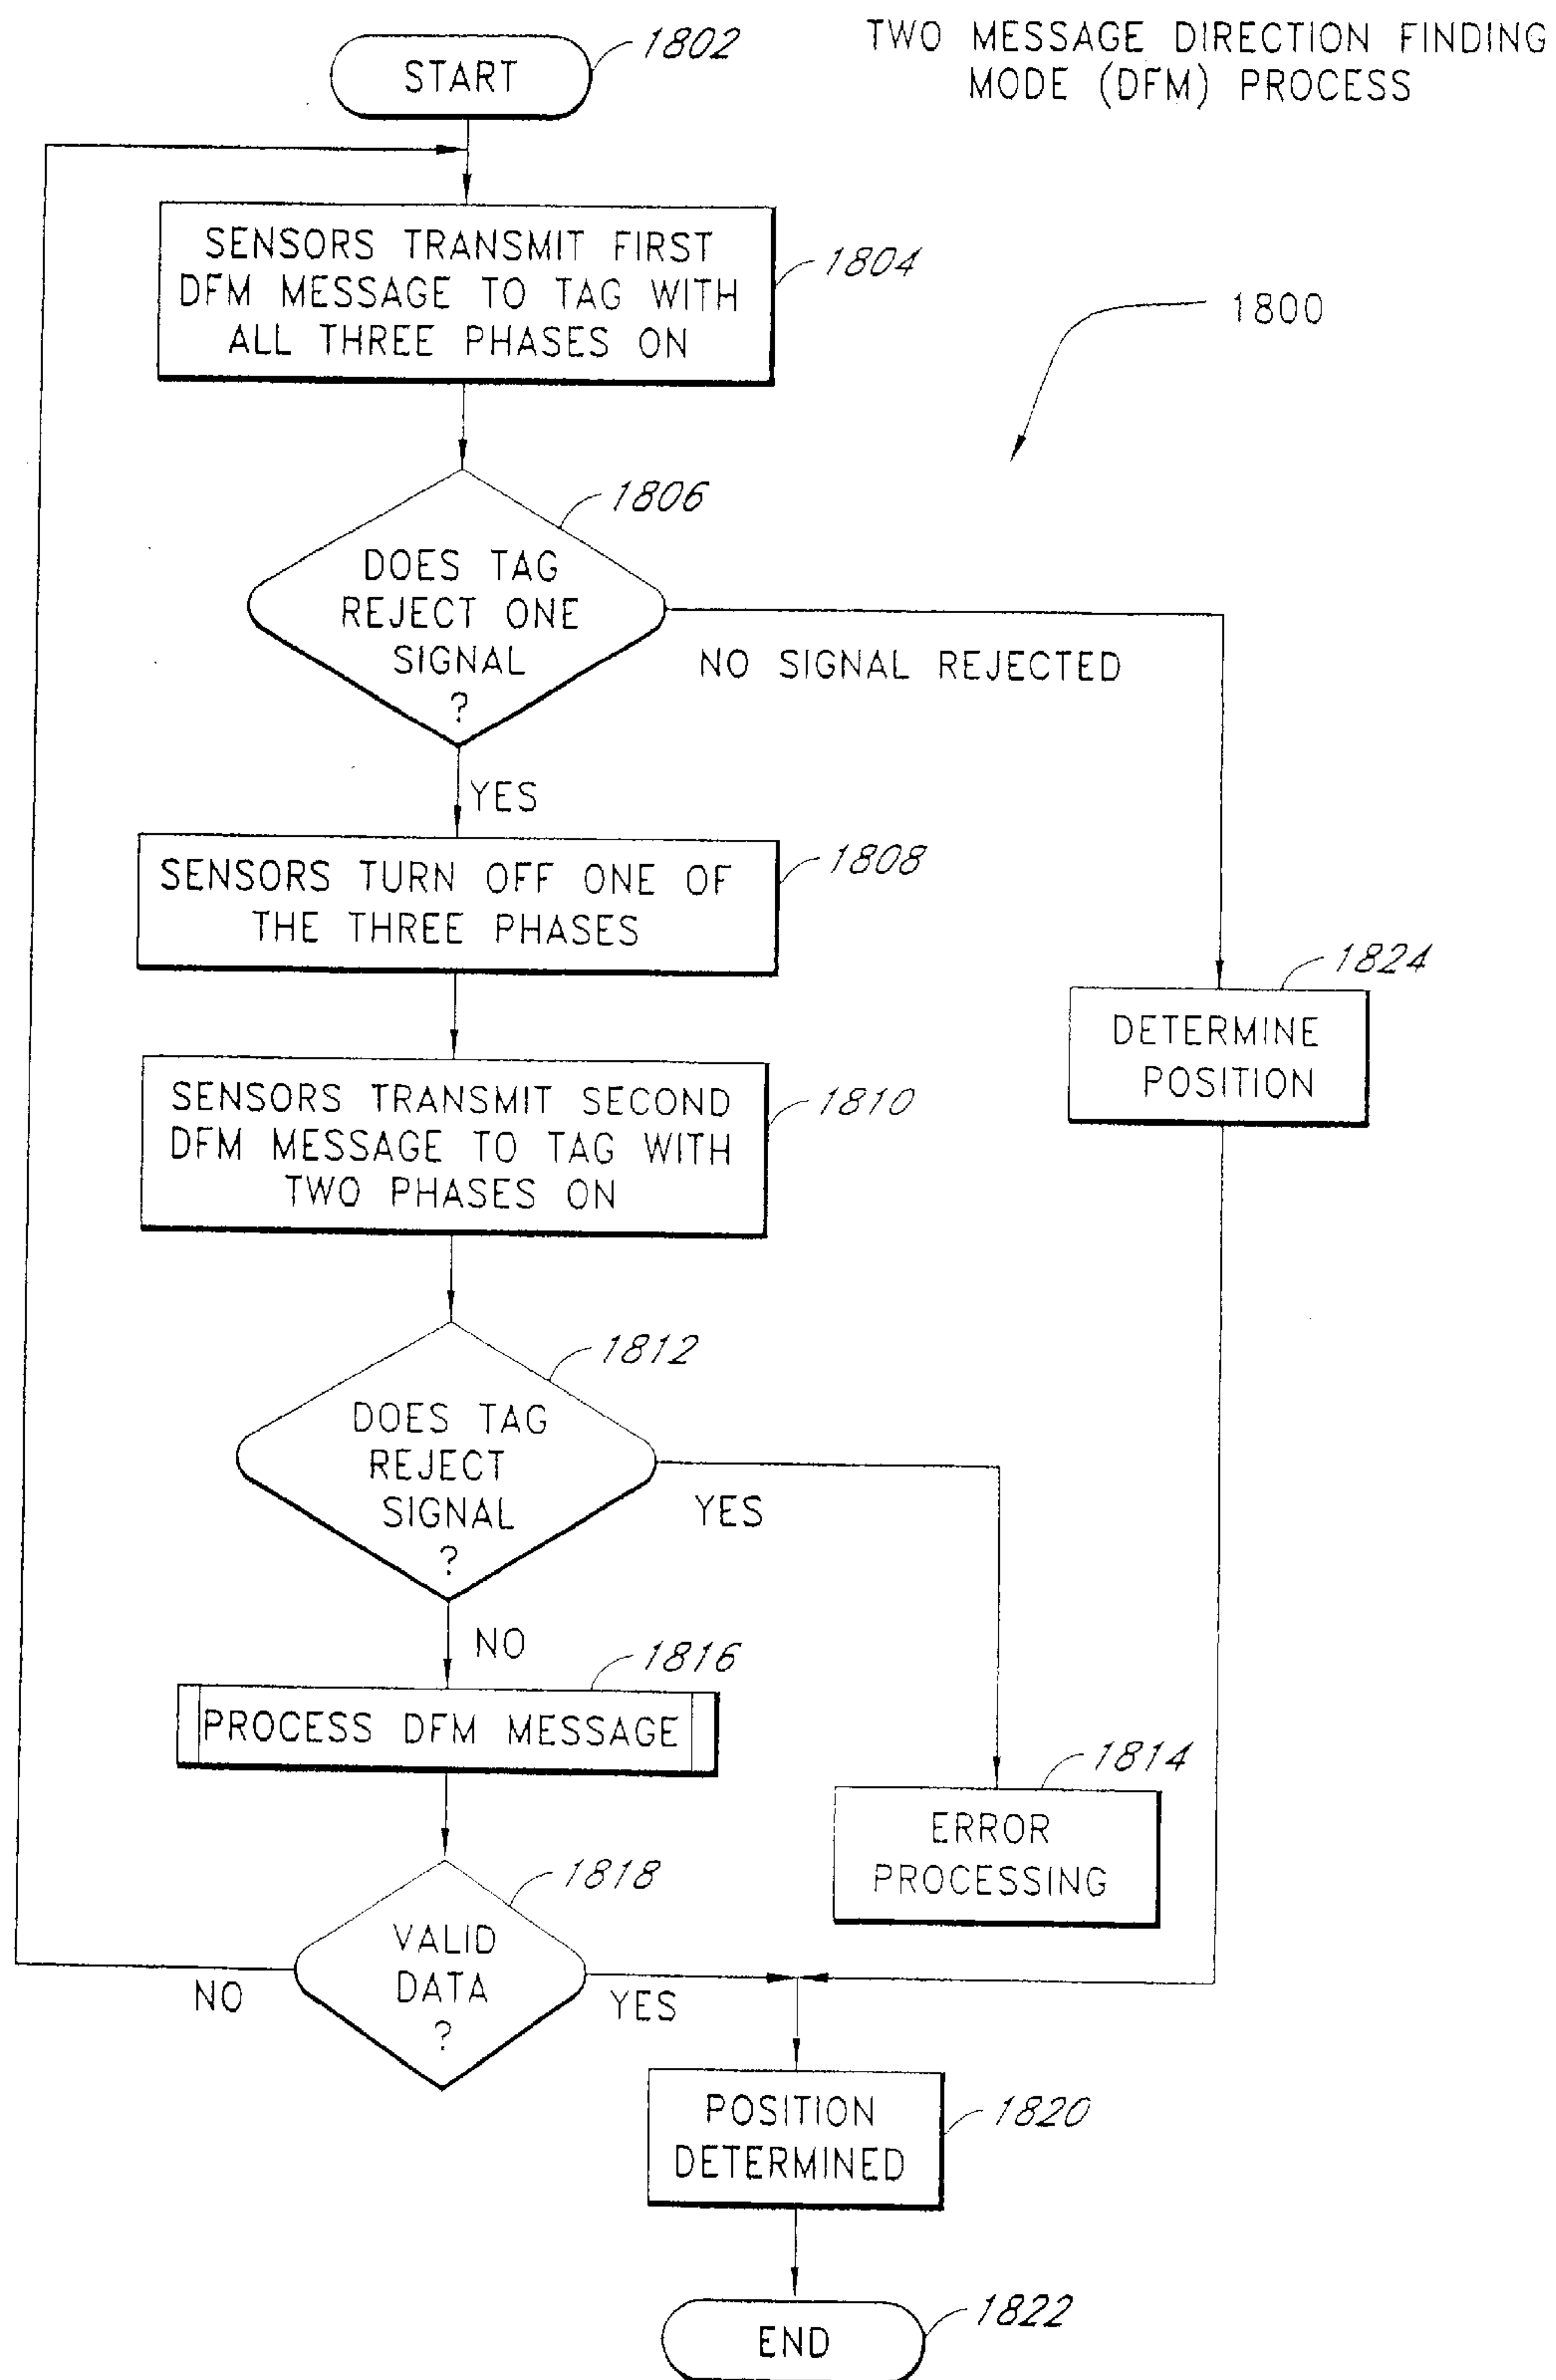 TWO MESSAGE DIRECTION FINDING
MODE (DFM) PROCESS
START
1802
SENSORS TRANSMIT FIRST
DFM MESSAGE TO TAG WITH
ALL THREE PHASES ON
1804
1800
1806
DOES TAG
REJECT ONE
SIGNAL
?
NO SIGNAL REJECTED
YES
SENSORS TURN OFF ONE OF
THE THREE PHASES
1808
1824
DETERMINE
POSITION
SENSORS TRANSMIT SECOND
DFM MESSAGE TO TAG WITH
TWO PHASES ON
1810
1812
DOES TAG
REJECT
SIGNAL
?
YES
NO
1816
PROCESS DFM MESSAGE
1814
ERROR
PROCESSING
1818
VALID
DATA
?
NO
YES
POSITION
DETERMINED
1820
END
1822